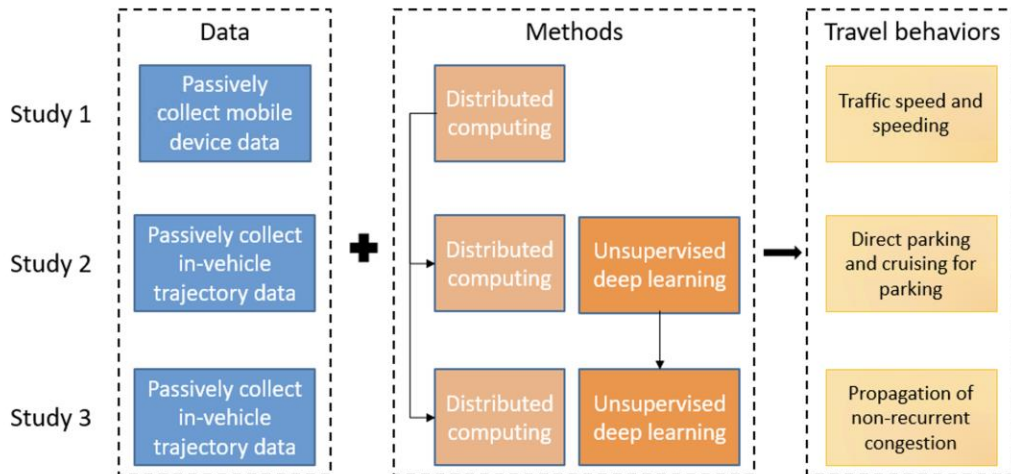 Data
Methods
Travel behaviors
Study 1
Passively
collect mobile
device data
Distributed
computing
Traffic speed and
speeding
Study 2
Passively collect
in-vehicle
trajectory data
Distributed
computing
Unsupervised
deep learning
Direct parking
and cruising for
parking
Study 3
Passively collect
in-vehicle
trajectory data
Distributed
computing
Unsupervised
deep learning
Propagation of
non-recurrent
congestion